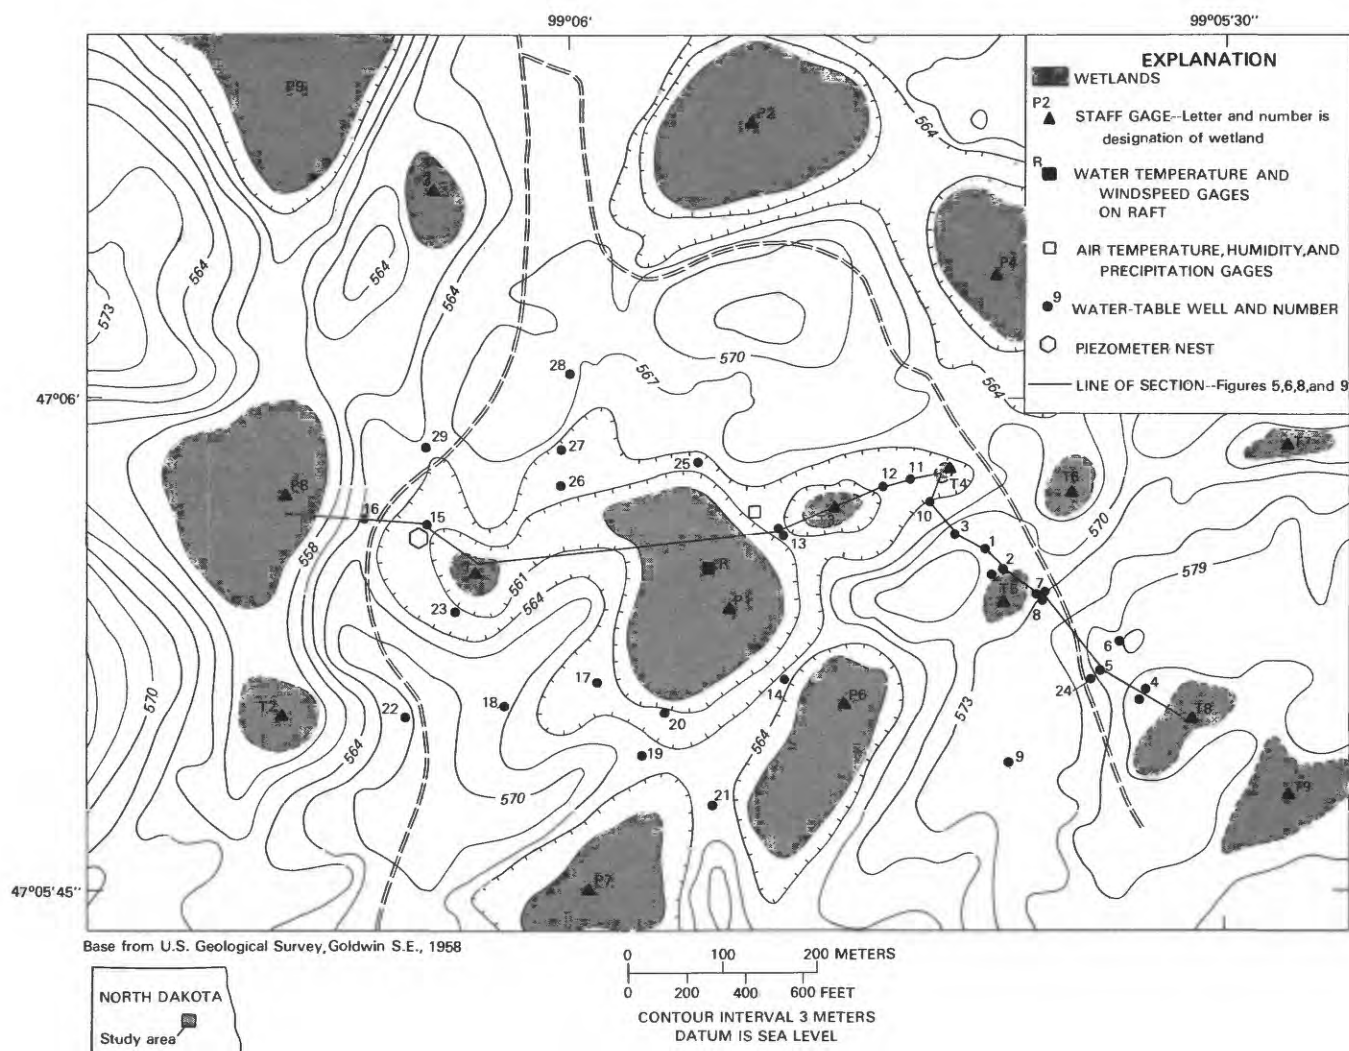 99°06'
99°05'30''
EXPLANATION
WETLANDS
P2
STAFF GAGE--Letter and number is
designation of wetland
R
WATER TEMPERATURE AND
WINDSPEED GAGES
ON RAFT
AIR TEMPERATURE, HUMIDITY, AND
PRECIPITATION GAGES
9
WATER-TABLE WELL AND NUMBER
PIEZOMETER NEST
LINE OF SECTION--Figures 5,6,8, and 9
P9
564
564
564
564
573
P4
570
567
564
47°06'
28
29
27
26
25
12
11
T4
T6
570
P8
16
15
10
3
1
2
13
R
558
561
564
23
P1
T5
7
8
579
6
5
4
24
T8
17
14
P6
573
T2
570
22
18
20
564
19
564
9
T9
570
21
P7
47°05'45''
Base from U.S. Geological Survey, Goldwin S.E., 1958
0 100 200 METERS
0 200 400 600 FEET
CONTOUR INTERVAL 3 METERS
DATUM IS SEA LEVEL
NORTH DAKOTA
Study area